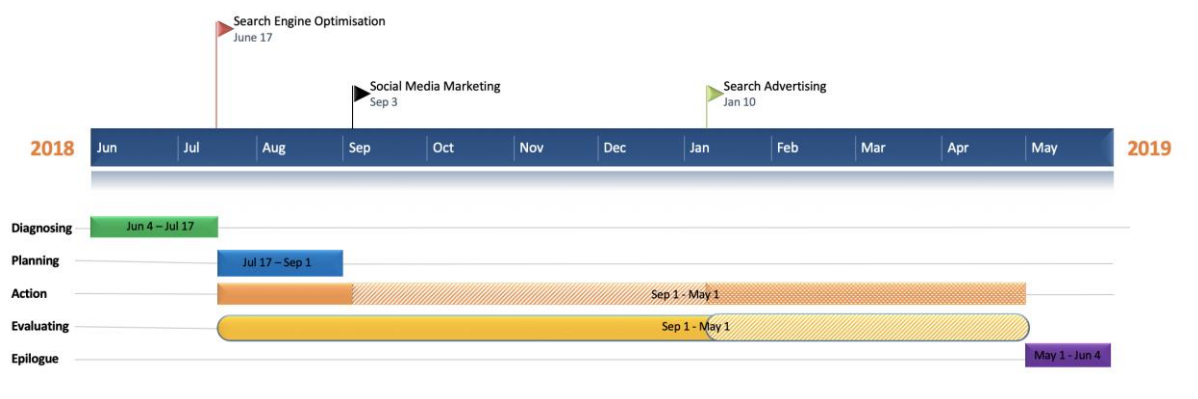 Search Engine Optimisation
June 17
Social Media Marketing
Sep 3
Search Advertising
Jan 10
2018 Jun Jul Aug Sep Oct Nov Dec Jan Feb Mar Apr May 2019
Diagnosing Jun 4 – Jul 17
Planning Jul 17 – Sep 1
Action Sep 1 - May 1
Evaluating Sep 1 - May 1
Epilogue May 1 - Jun 4